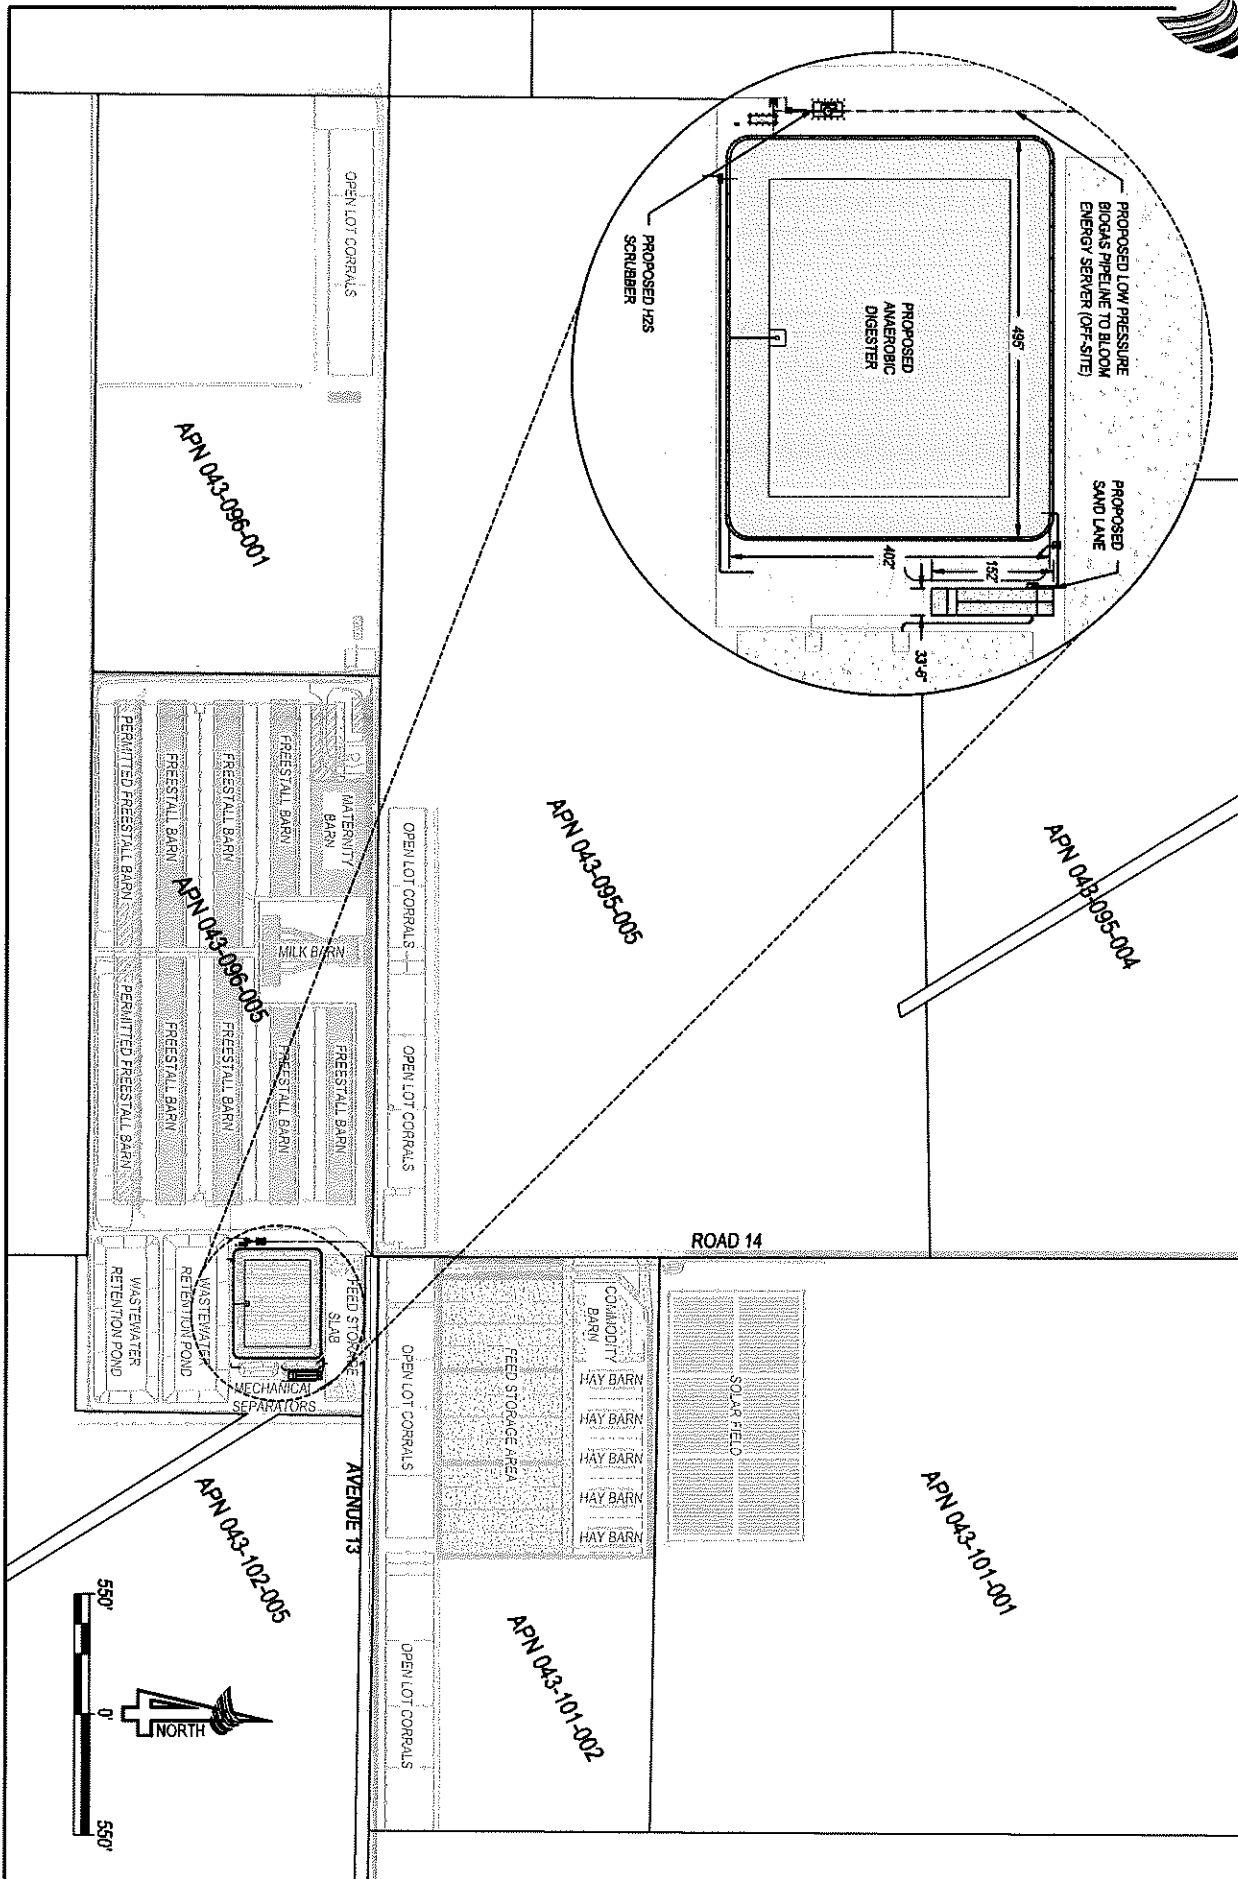 PROPOSED LOW PRESSURE
BIOGAS PIPELINE TO BLOOM
ENERGY SERVER (OFF-SITE)
495'
PROPOSED
ANAEROBIC
DIGESTER
PROPOSED H2S
SCRUBBER
PROPOSED
SAND LANE
402'
152'
33'-6"
OPEN LOT CORRALS
APN 043-096-001
APN 043-095-005
APN 043-095-004
MATERNITY
BARN
FREESTALL BARN
FREESTALL BARN
FREESTALL BARN
PERMITTED FREESTALL BARN
APN 043-096-005
MILK BARN
FREESTALL BARN
FREESTALL BARN
FREESTALL BARN
FREESTALL BARN
PERMITTED FREESTALL BARN
OPEN LOT CORRALS
OPEN LOT CORRALS
ROAD 14
FEED STORAGE
SLAB
WASTEWATER
RETENTION POND
WASTEWATER
RETENTION POND
MECHANICAL
SEPARATORS
AVENUE 13
OPEN LOT CORRALS
FEED STORAGE AREA
COMMODITY
BARN
HAY BARN
HAY BARN
HAY BARN
HAY BARN
HAY BARN
SOLAR FIELD
APN 043-101-001
APN 043-102-005
APN 043-101-002
OPEN LOT CORRALS
550'
0'
550'
NORTH